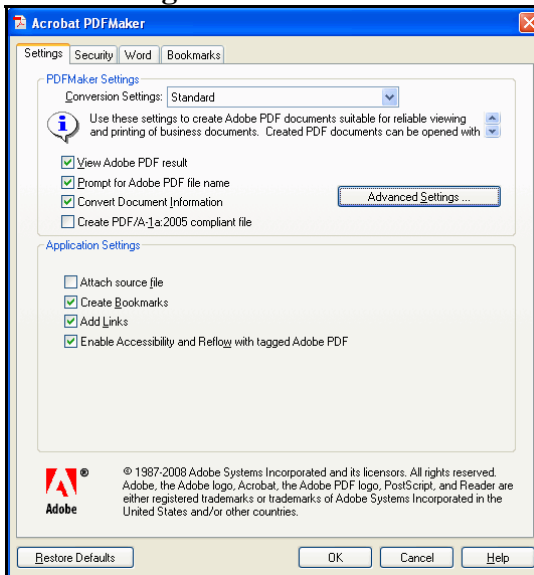 Acrobat PDFMaker
Settings Security Word Bookmarks
PDFMaker Settings
Conversion Settings: Standard
Use these settings to create Adobe PDF documents suitable for reliable viewing
and printing of business documents. Created PDF documents can be opened with
View Adobe PDF result
Prompt for Adobe PDF file name
Convert Document Information
Advanced Settings ...
Create PDF/A-1a:2005 compliant file
Application Settings
Attach source file
Create Bookmarks
Add Links
Enable Accessibility and Reflow with tagged Adobe PDF
® © 1987-2008 Adobe Systems Incorporated and its licensors. All rights reserved.
Adobe, the Adobe logo, Acrobat, the Adobe PDF logo, PostScript, and Reader are
either registered trademarks or trademarks of Adobe Systems Incorporated in the
Adobe United States and/or other countries.
Restore Defaults OK Cancel Help